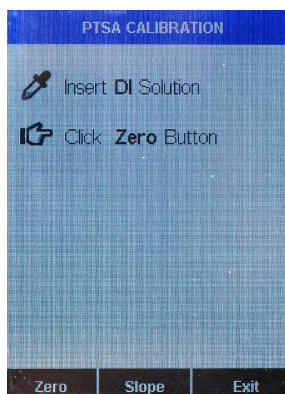 PTSA CALIBRATION
Insert DI Solution
Click Zero Button
Zero Slope Exit